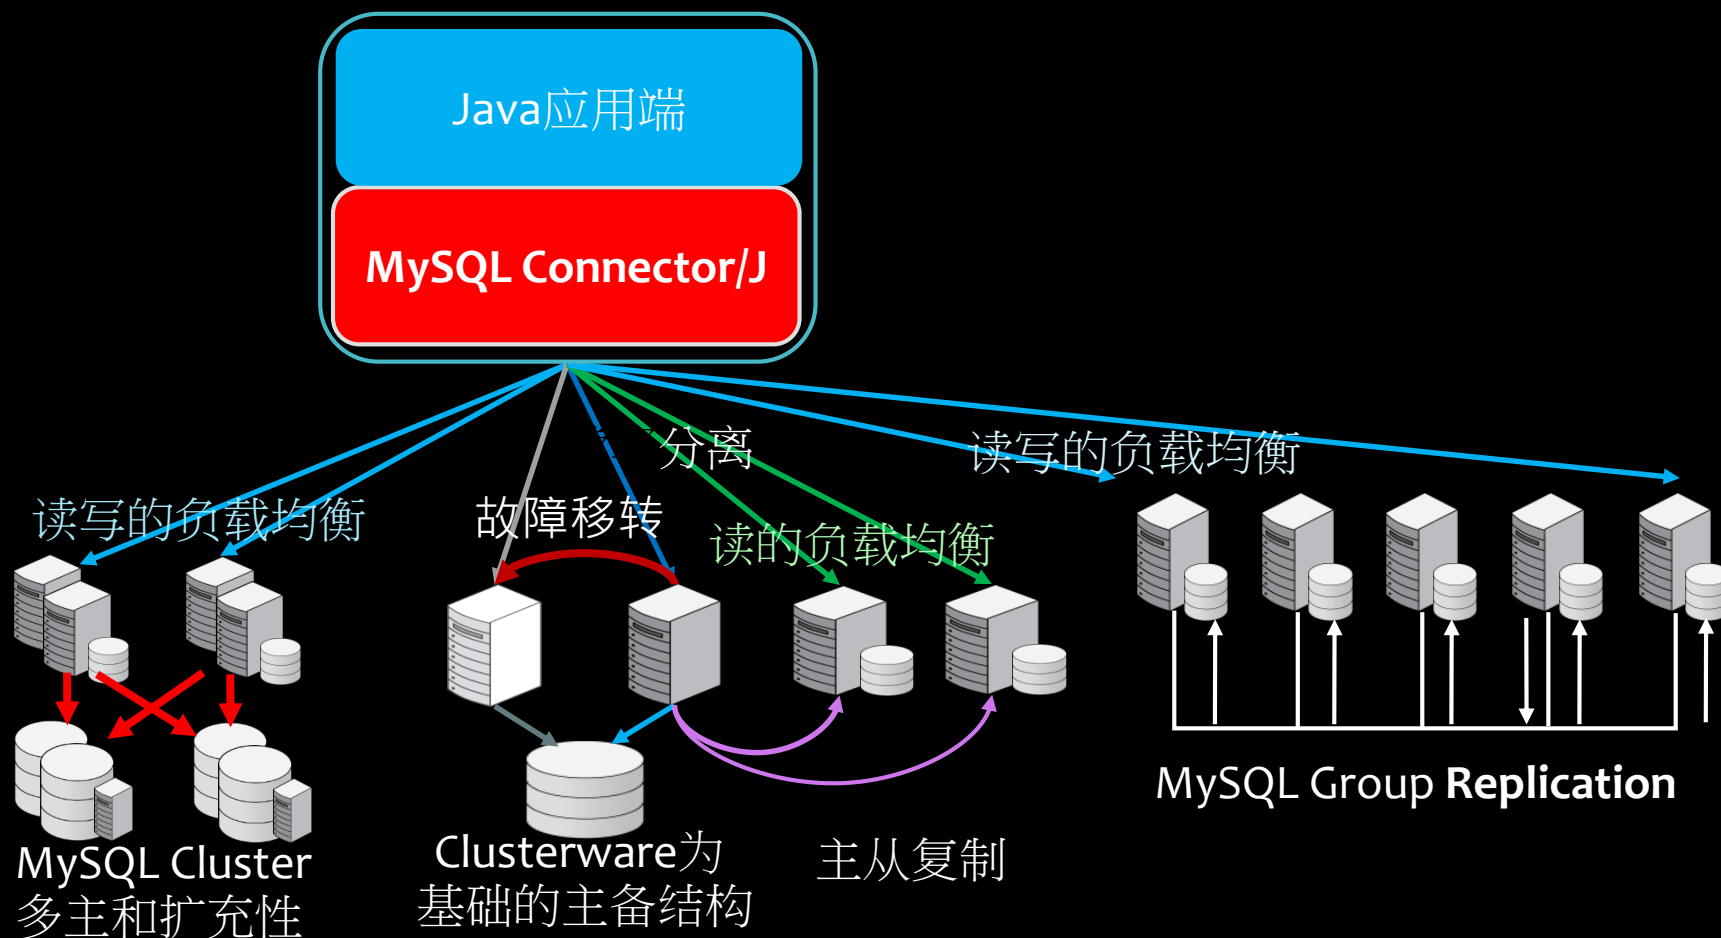 Java应用端
MySQL Connector/J
分离
读写的负载均衡
读写的负载均衡
故障移转
读的负载均衡
MySQL Group Replication
MySQL Cluster
多主和扩充性
Clusterware为
基础的主备结构
主从复制